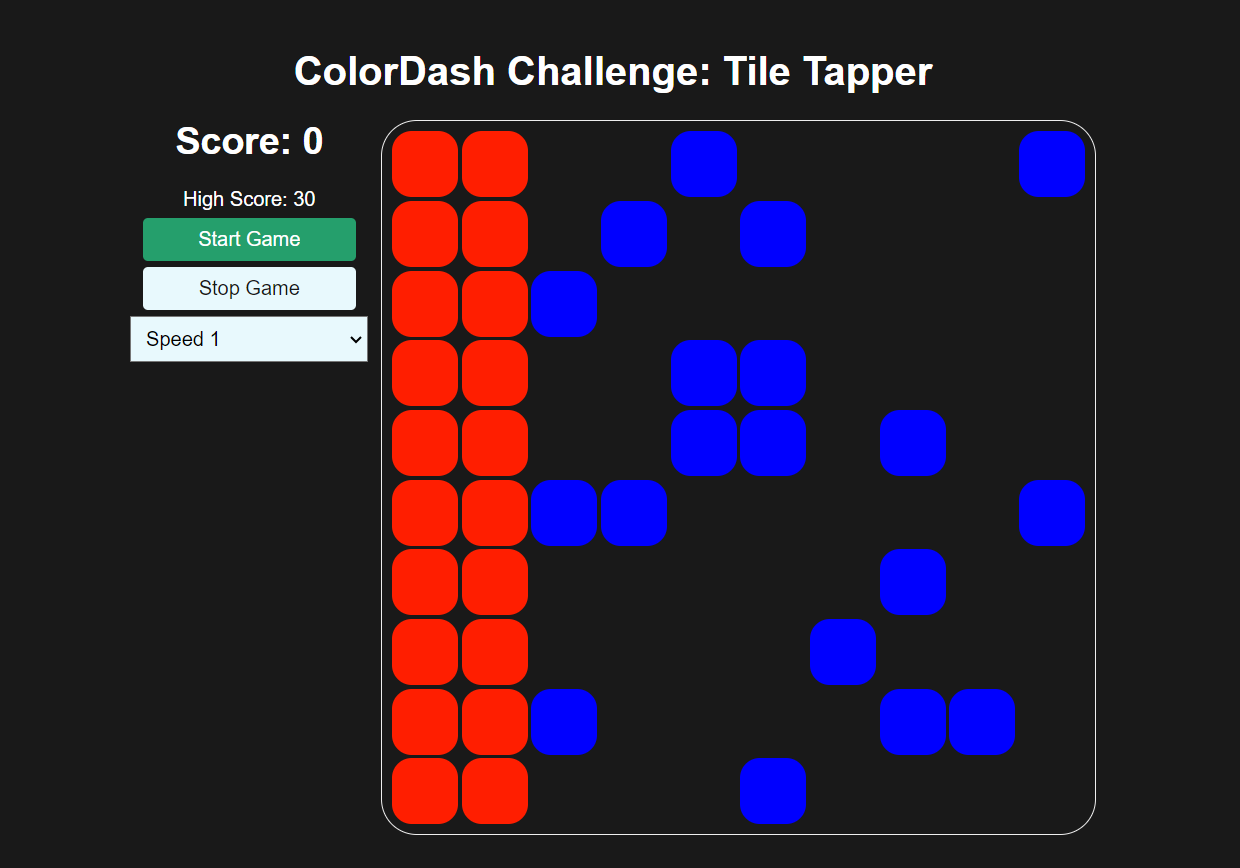 ColorDash Challenge: Tile Tapper
Score: 0
High Score: 30
Start Game
Stop Game
Speed 1